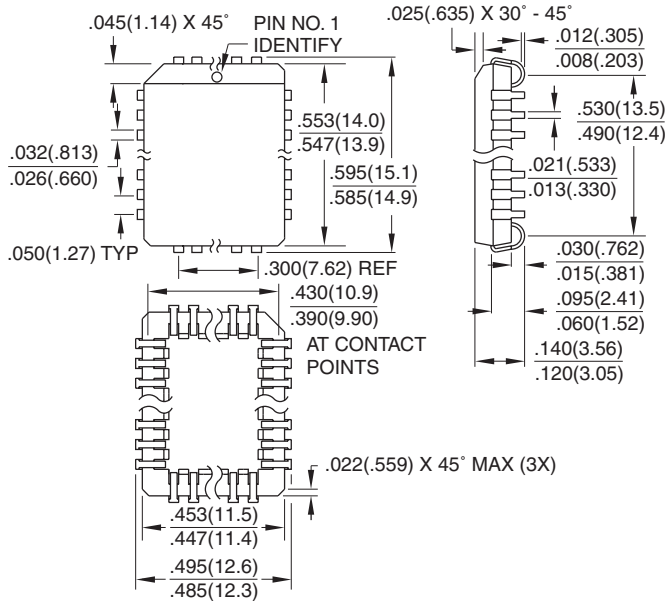 .045(1.14) X 45°
PIN NO. 1
IDENTIFY
.025(.635) X 30° - 45°
.012(.305)
.008(.203)
.553(14.0)
.547(13.9)
.595(15.1)
.585(14.9)
.530(13.5)
.490(12.4)
.032(.813)
.026(.660)
.021(.533)
.013(.330)
.050(1.27) TYP
.300(7.62) REF
.430(10.9)
.390(9.90)
AT CONTACT
POINTS
.030(.762)
.015(.381)
.095(2.41)
.060(1.52)
.140(3.56)
.120(3.05)
.022(.559) X 45° MAX (3X)
.453(11.5)
.447(11.4)
.495(12.6)
.485(12.3)